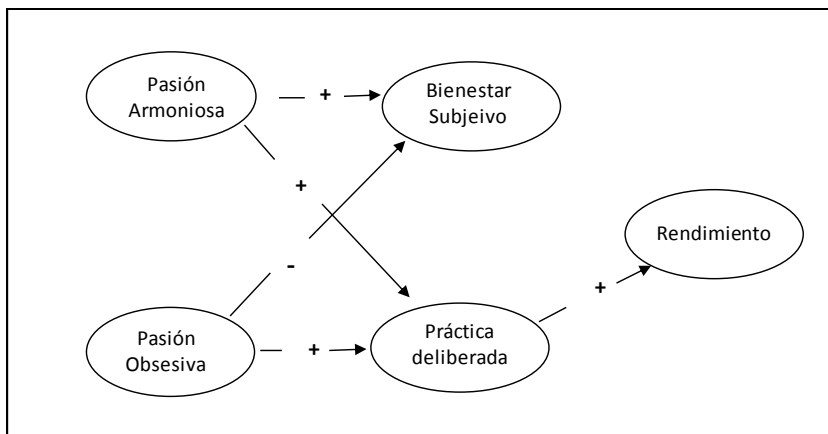 Pasión
Armoniosa
+
Bienestar
Subjeivo
+
Rendimiento
-
+
Pasión
Obsesiva
+
Práctica
deliberada